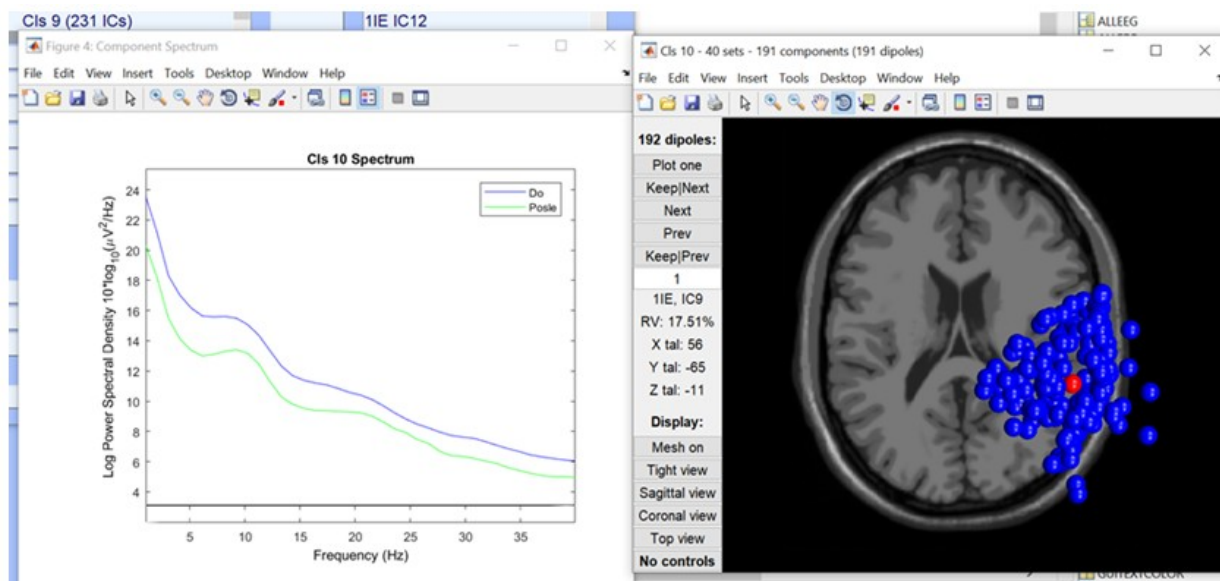 Cls 9 (231 ICs)
1IE IC12
ALLEEG
Figure 4: Component Spectrum
File Edit View Insert Tools Desktop Window Help
Cls 10 Spectrum
Do
Posle
24
22
20
18
16
14
12
10
8
6
4
Log Power Spectral Density 10*log10(μV2/Hz)
5 10 15 20 25 30 35
Frequency (Hz)
Cls 10 - 40 sets - 191 components (191 dipoles)
File Edit View Insert Tools Desktop Window Help
192 dipoles:
Plot one
Keep|Next
Next
Prev
Keep|Prev
1
1IE, IC9
RV: 17.51%
X tal: 56
Y tal: -65
Z tal: -11
Display:
Mesh on
Tight view
Sagittal view
Coronal view
Top view
No controls
GUITEXTCOLOR